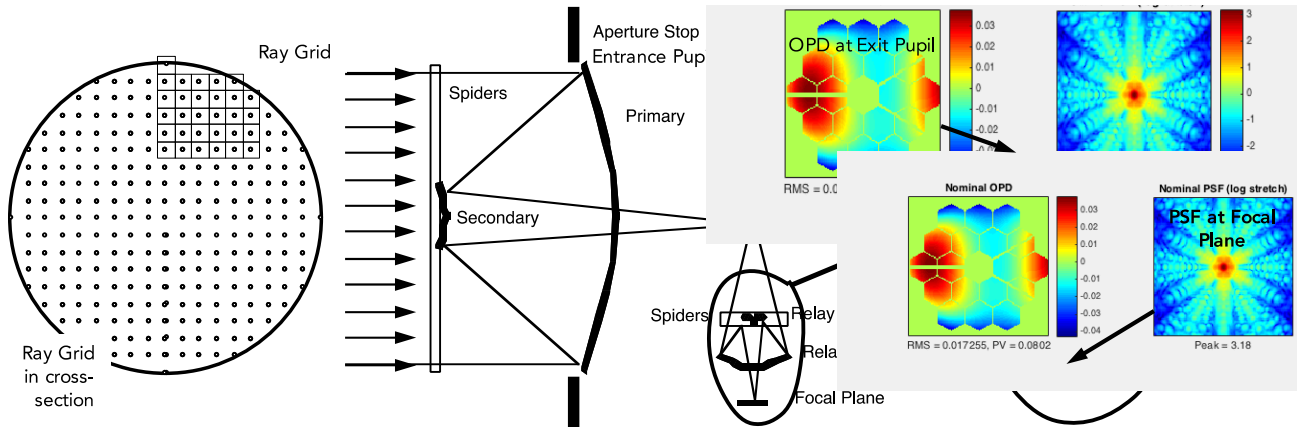 Ray Grid
Ray Grid
in cross-
section
Spiders
Secondary
Aperture Stop
Entrance Pup
Primary
OPD at Exit Pupil
0.03
0.02
0.01
0
-0.01
-0.02
3
2
1
0
-1
-2
Nominal OPD
0.03
0.02
0.01
0
-0.01
-0.02
-0.03
-0.04
RMS = 0.017255, PV = 0.0802
Nominal PSF (log stretch)
PSF at Focal
Plane
Peak = 3.18
Spiders
Relay
Rela
Focal Plane